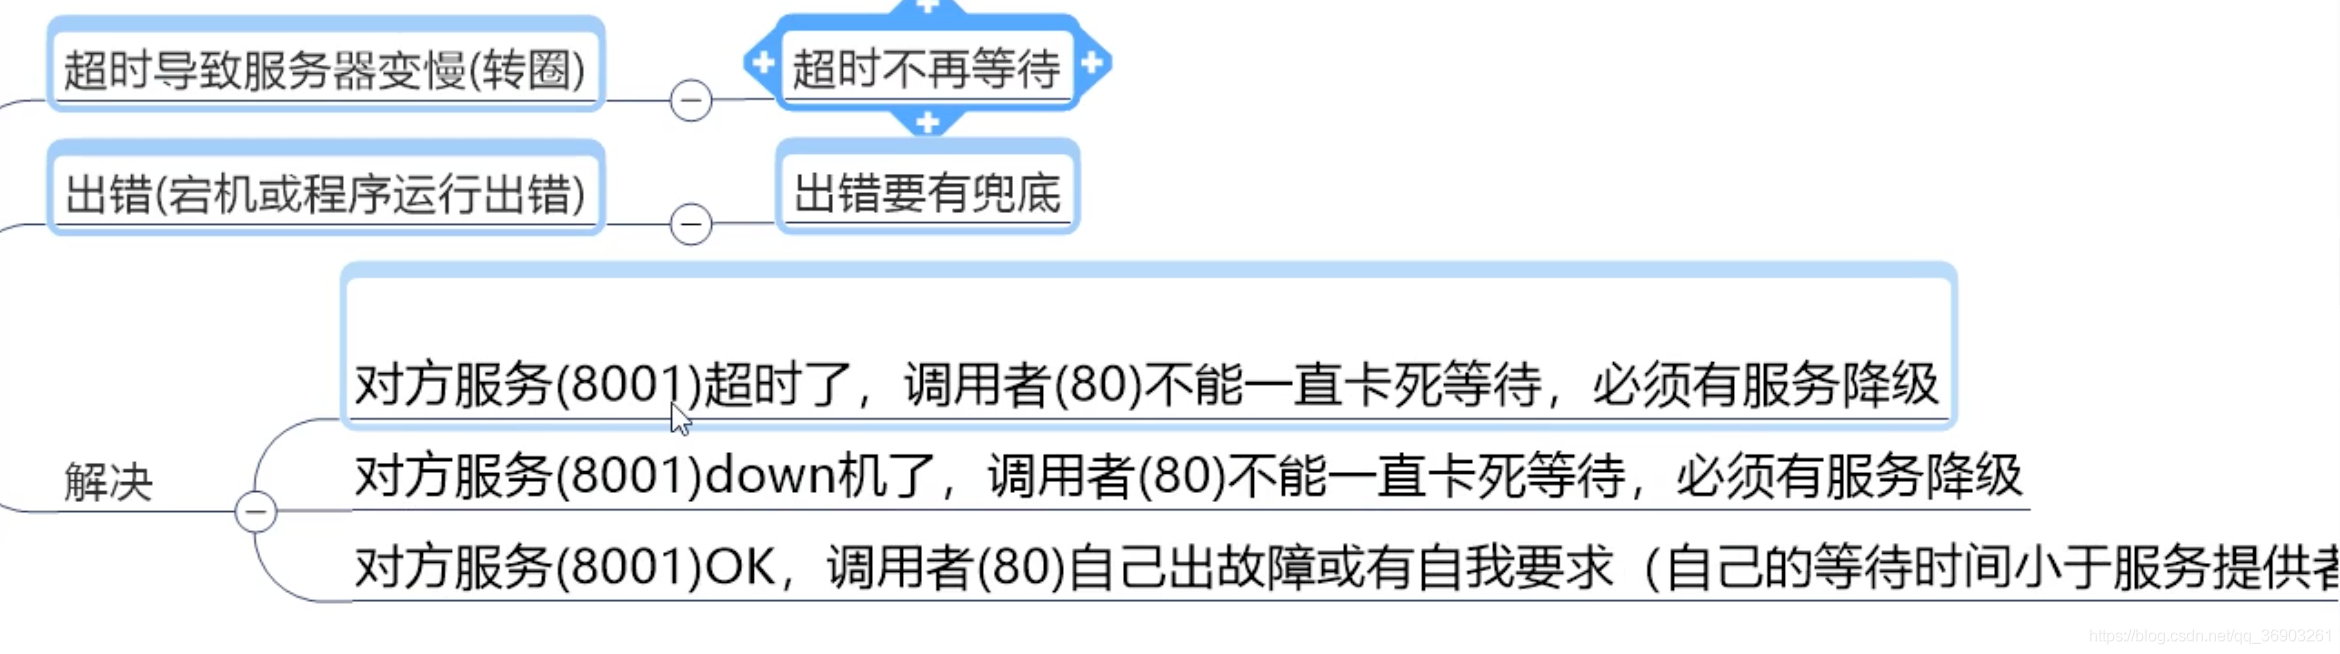 超时导致服务器变慢(转圈)
超时不再等待
出错(宕机或程序运行出错)
出错要有兜底
对方服务(8001)超时了，调用者(80)不能一直卡死等待，必须有服务降级
解决
对方服务(8001)down机了，调用者(80)不能一直卡死等待，必须有服务降级
对方服务(8001)OK，调用者(80)自己出故障或有自我要求（自己的等待时间小于服务提供者
https://blog.csdn.net/qq_36903261